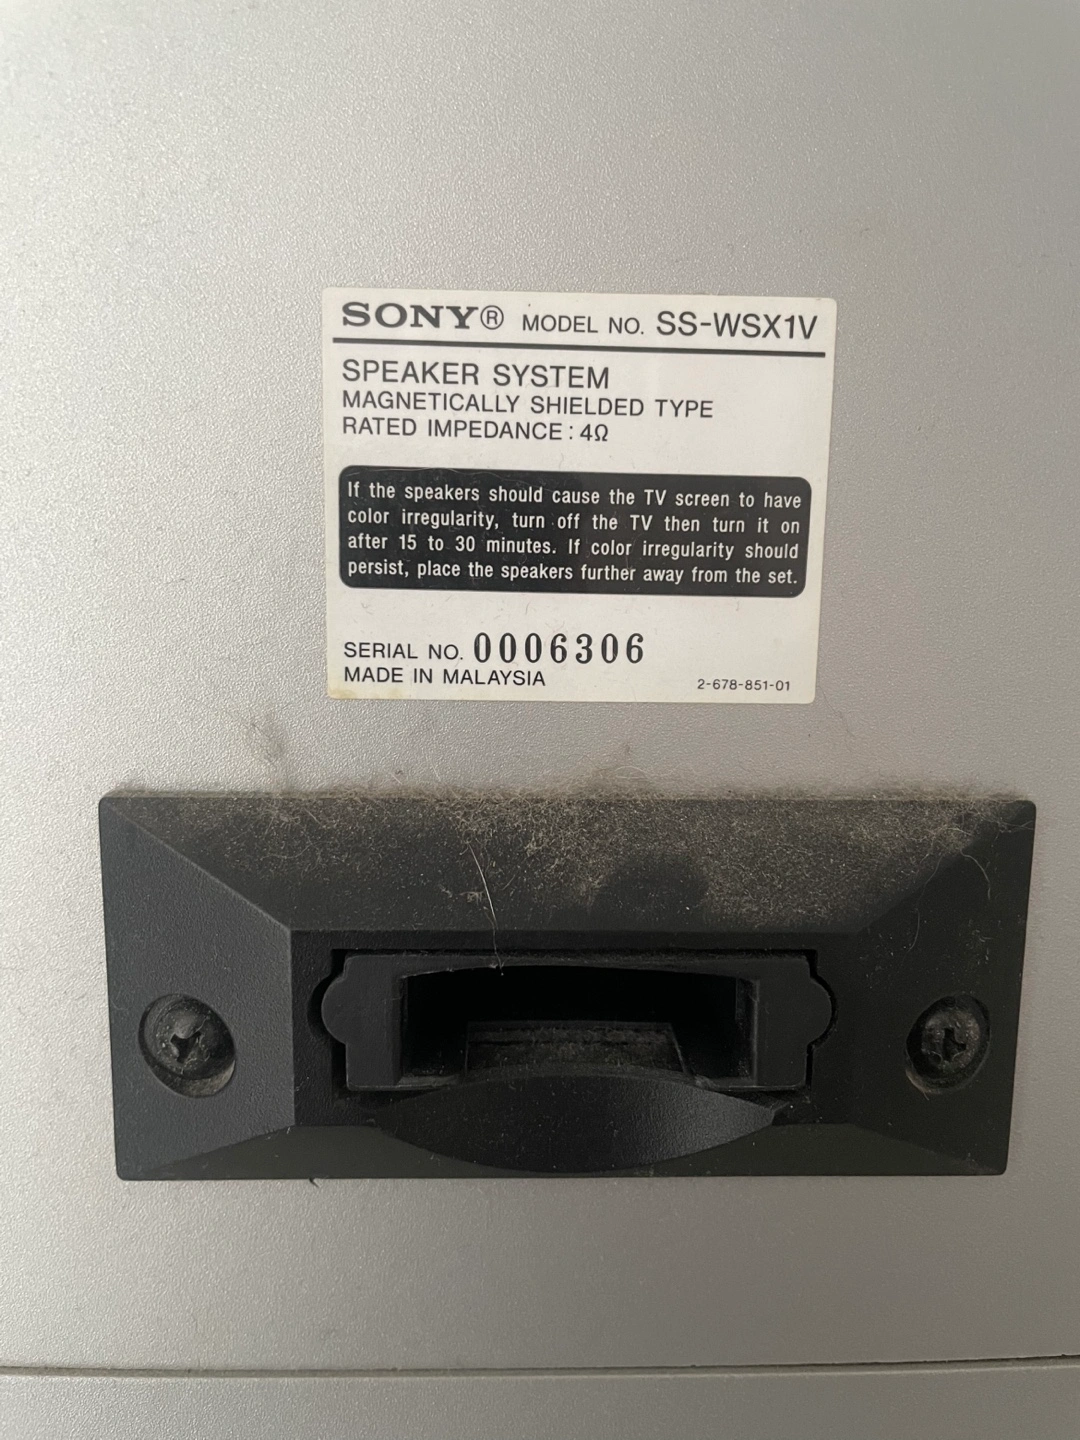 SONY® MODEL NO. SS-WSX1V
SPEAKER SYSTEM
MAGNETICALLY SHIELDED TYPE
RATED IMPEDANCE : 4Ω
If the speakers should cause the TV screen to have
color irregularity, turn off the TV then turn it on
after 15 to 30 minutes. If color irregularity should
persist, place the speakers further away from the set.
SERIAL NO. 0006306
MADE IN MALAYSIA 2-678-851-01